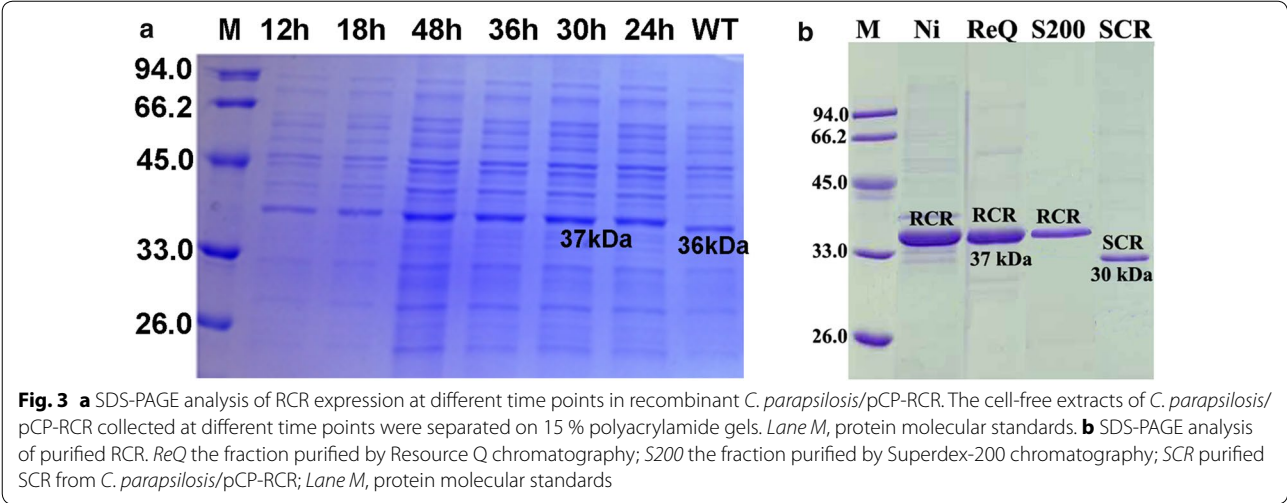 a
M 12h 18h 48h 36h 30h 24h WT
94.0
66.2
45.0
33.0
26.0
37kDa
36kDa
b
M Ni ReQ S200 SCR
94.0
66.2
45.0
33.0
26.0
RCR RCR RCR
37 kDa
SCR
30 kDa
Fig. 3 a SDS-PAGE analysis of RCR expression at different time points in recombinant C. parapsilosis/pCP-RCR. The cell-free extracts of C. parapsilosis/
pCP-RCR collected at different time points were separated on 15 % polyacrylamide gels. Lane M, protein molecular standards. b SDS-PAGE analysis
of purified RCR. ReQ the fraction purified by Resource Q chromatography; S200 the fraction purified by Superdex-200 chromatography; SCR purified
SCR from C. parapsilosis/pCP-RCR; Lane M, protein molecular standards